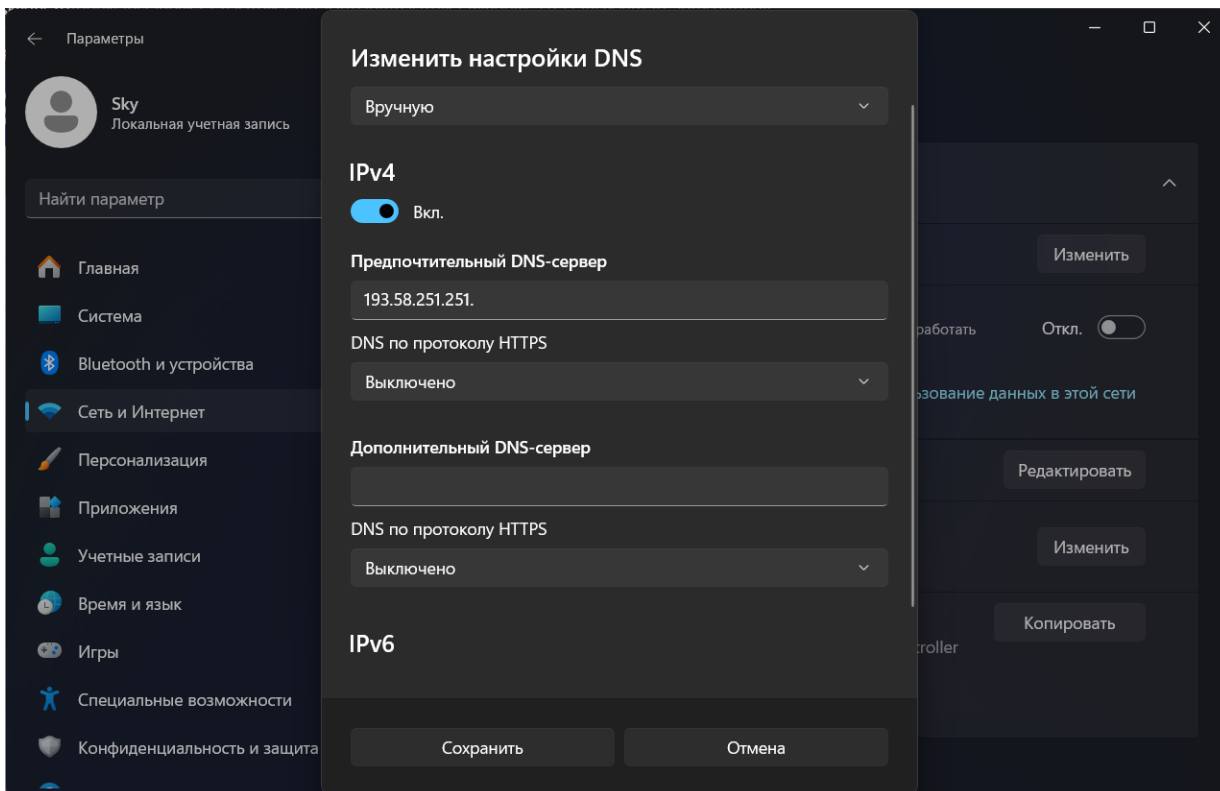 Параметры
Sky
Локальная учетная запись
Найти параметр
Главная
Система
Bluetooth и устройства
Сеть и Интернет
Персонализация
Приложения
Учетные записи
Время и язык
Игры
Специальные возможности
Конфиденциальность и защита
Изменить настройки DNS
Вручную
IPv4
Вкл.
Предпочтительный DNS-сервер
193.58.251.251.
DNS по протоколу HTTPS
Выключено
Дополнительный DNS-сервер
DNS по протоколу HTTPS
Выключено
IPv6
Сохранить
Отмена
Изменить
работать
Откл.
ьзование данных в этой сети
Редактировать
Изменить
Копировать
troller